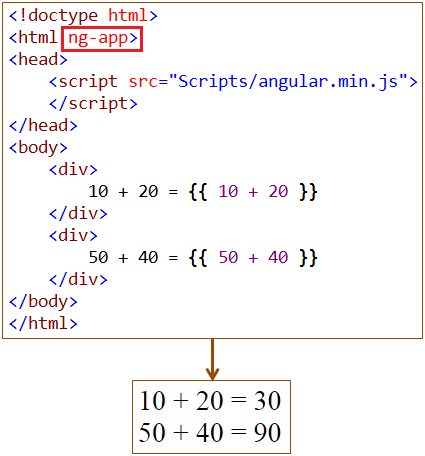 <!doctype html>
<html ng-app>
<head>
    <script src="Scripts/angular.min.js">
    </script>
</head>
<body>
    <div>
        10 + 20 = {{ 10 + 20 }}
    </div>
    <div>
        50 + 40 = {{ 50 + 40 }}
    </div>
</body>
</html>
10 + 20 = 30
50 + 40 = 90